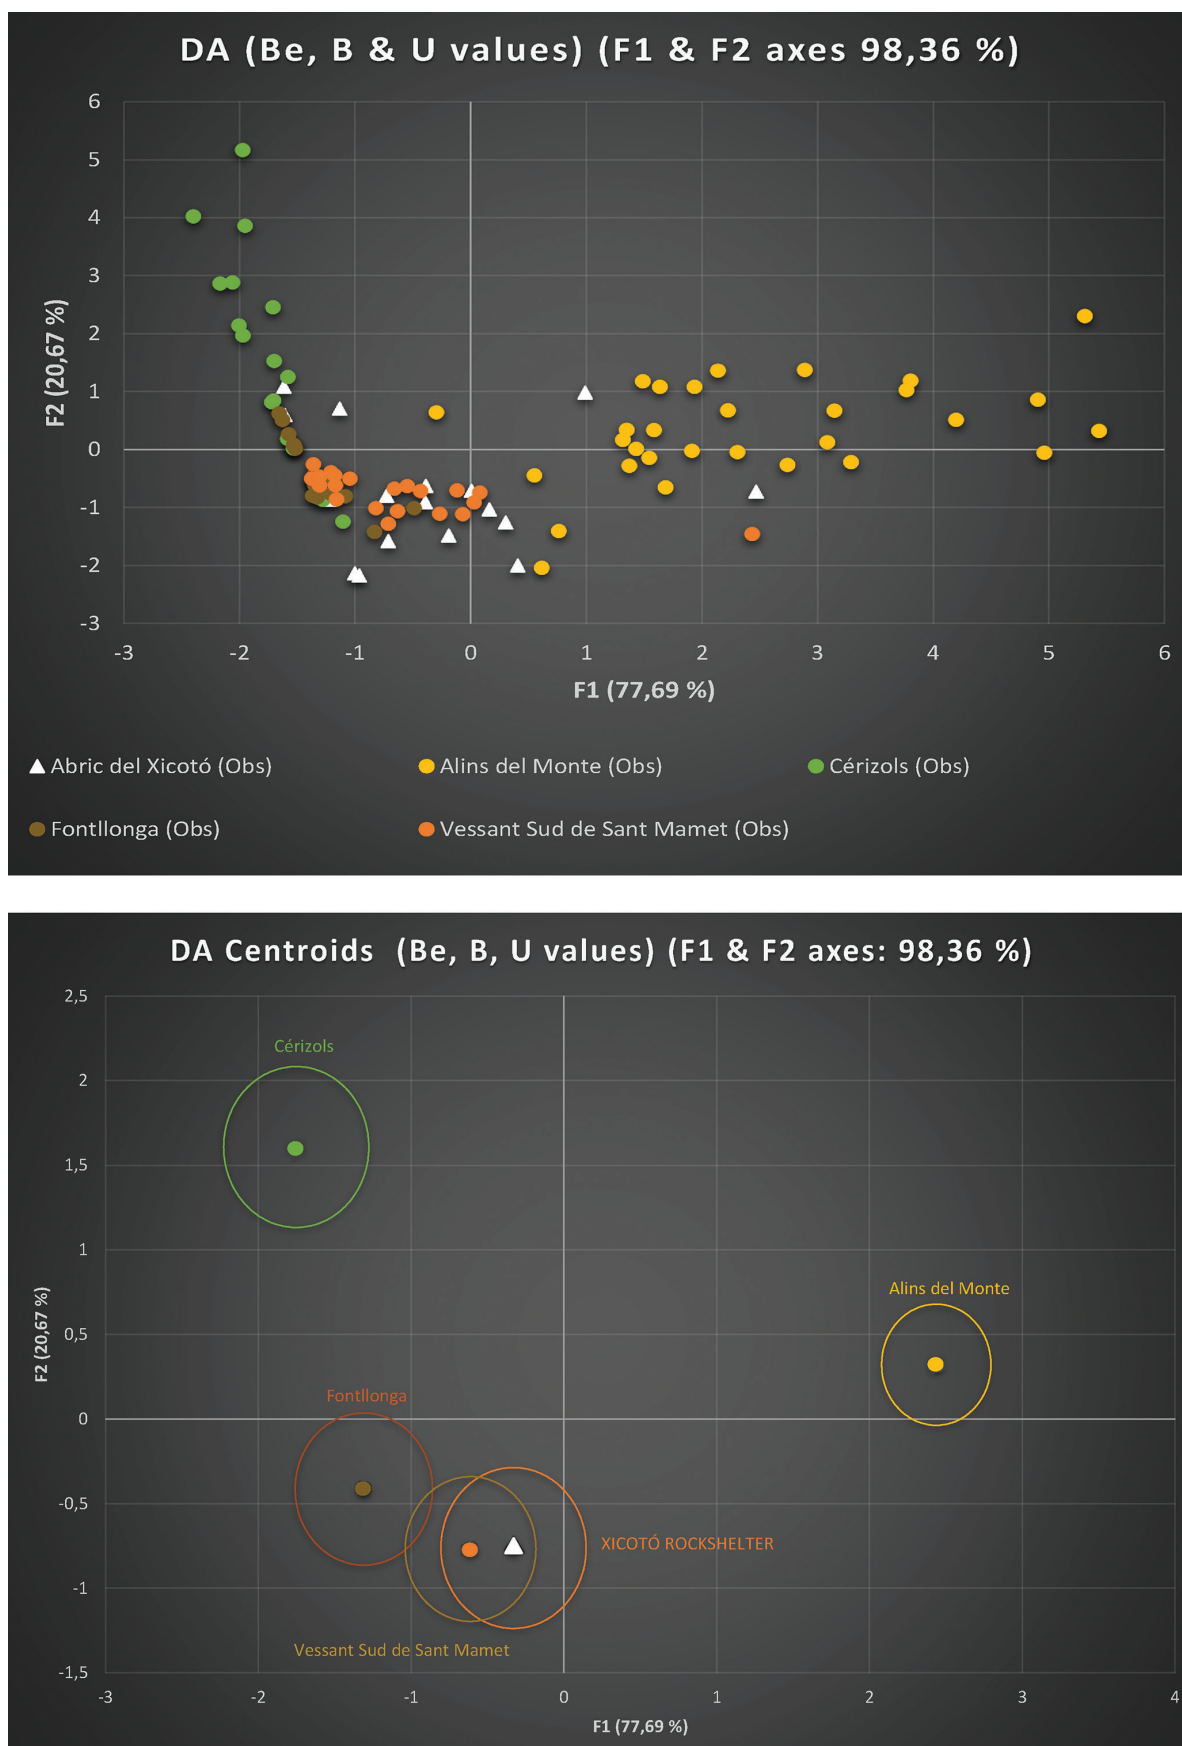 DA (Be, B & U values) (F1 & F2 axes 98,36 %)
6
5
4
3
2
1
0
-1
-2
-3
F2 (20,67 %)
-3 -2 -1 0 1 2 3 4 5 6
F1 (77,69 %)
Abric del Xicotó (Obs) Alins del Monte (Obs) Cérizols (Obs)
Fontllonga (Obs) Vessant Sud de Sant Mamet (Obs)
DA Centroids (Be, B, U values) (F1 & F2 axes: 98,36 %)
2,5
2
1,5
1
0,5
0
-0,5
-1
-1,5
F2 (20,67 %)
Cérizols
Alins del Monte
Fontllonga
XICOTÓ ROCKSHELTER
Vessant Sud de Sant Mamet
-3 -2 -1 0 1 2 3 4
F1 (77,69 %)